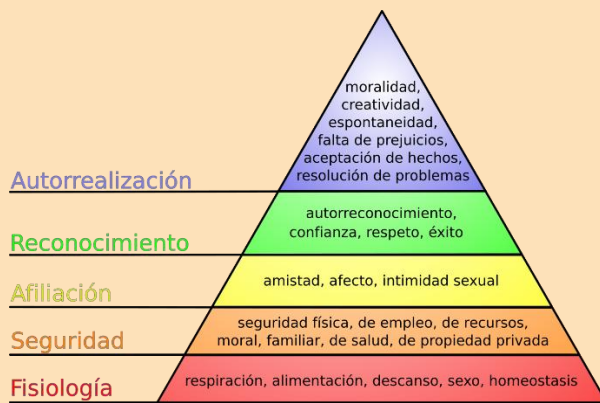 moralidad,
creatividad,
espontaneidad,
falta de prejuicios,
aceptación de hechos,
resolución de problemas
Autorrealización
autorreconocimiento,
confianza, respeto, éxito
Reconocimiento
amistad, afecto, intimidad sexual
Afiliación
seguridad física, de empleo, de recursos,
moral, familiar, de salud, de propiedad privada
Seguridad
respiración, alimentación, descanso, sexo, homeostasis
Fisiología